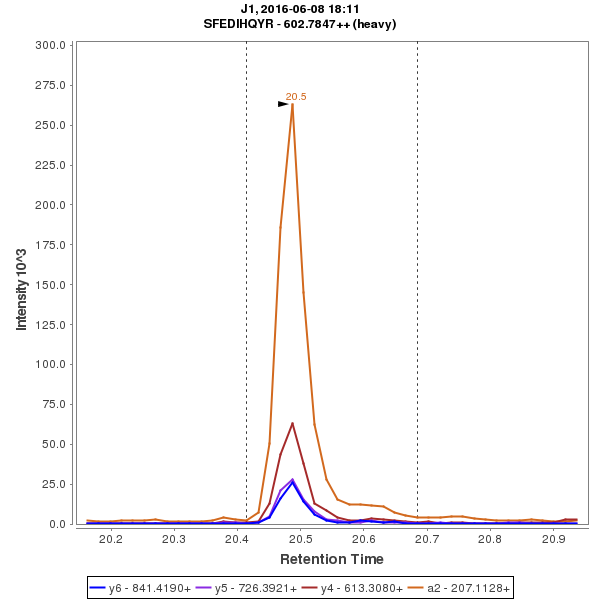 J1, 2016-06-08 18:11
SFEDIHQYR - 602.7847++ (heavy)
300.0
275.0
250.0
225.0
200.0
175.0
150.0
125.0
100.0
75.0
50.0
25.0
0.0
Intensity 10^3
20.5
20.2
20.3
20.4
20.5
20.6
20.7
20.8
20.9
Retention Time
y6 - 841.4190+
y5 - 726.3921+
y4 - 613.3080+
a2 - 207.1128+